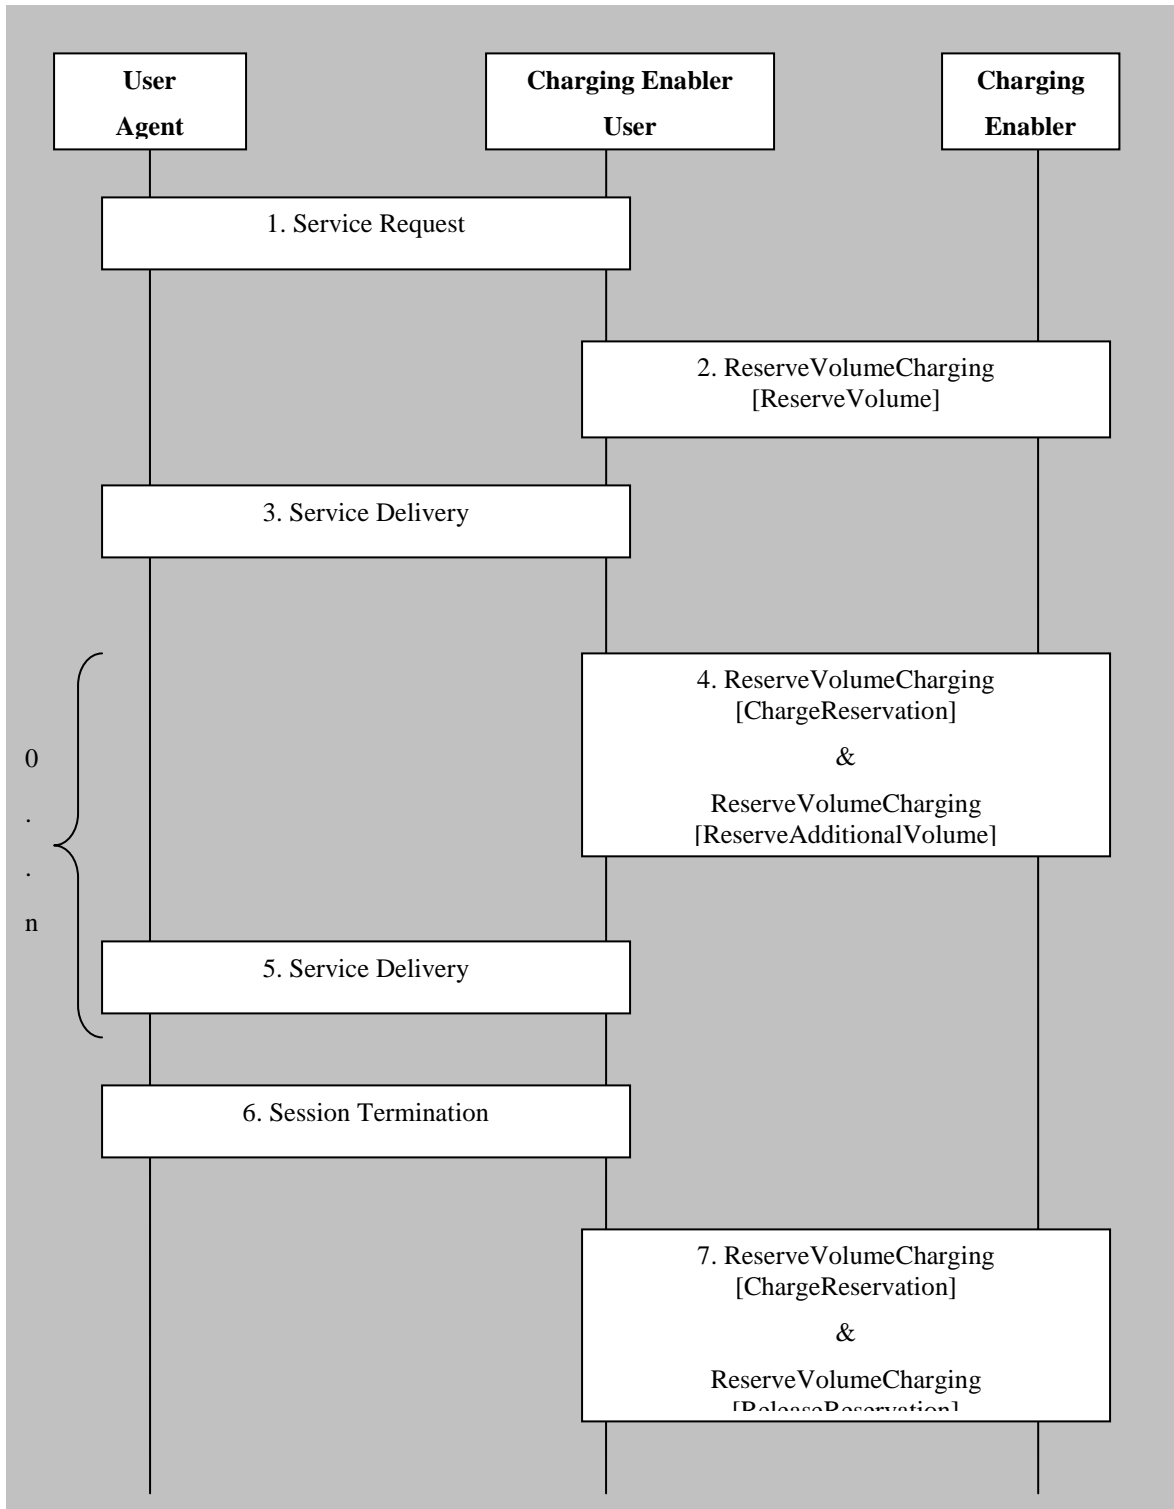 User
Agent
Charging Enabler
User
Charging
Enabler
1. Service Request
2. ReserveVolumeCharging
[ReserveVolume]
3. Service Delivery
4. ReserveVolumeCharging
[ChargeReservation]
&
ReserveVolumeCharging
[ReserveAdditionalVolume]
0
.
.
n
5. Service Delivery
6. Session Termination
7. ReserveVolumeCharging
[ChargeReservation]
&
ReserveVolumeCharging
[ReleaseReservation]